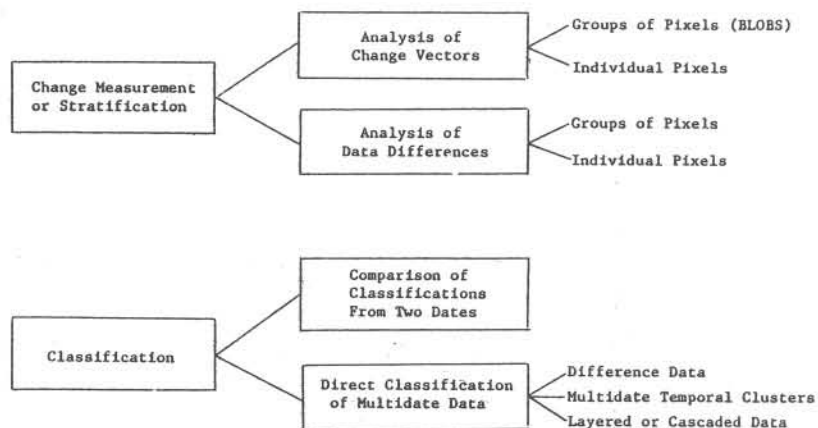 Change Measurement
or Stratification
Analysis of
Change Vectors
Groups of Pixels (BLOBS)
Individual Pixels
Analysis of
Data Differences
Groups of Pixels
Individual Pixels
Classification
Comparison of
Classifications
From Two Dates
Direct Classification
of Multidate Data
Difference Data
Multidate Temporal Clusters
Layered or Cascaded Data